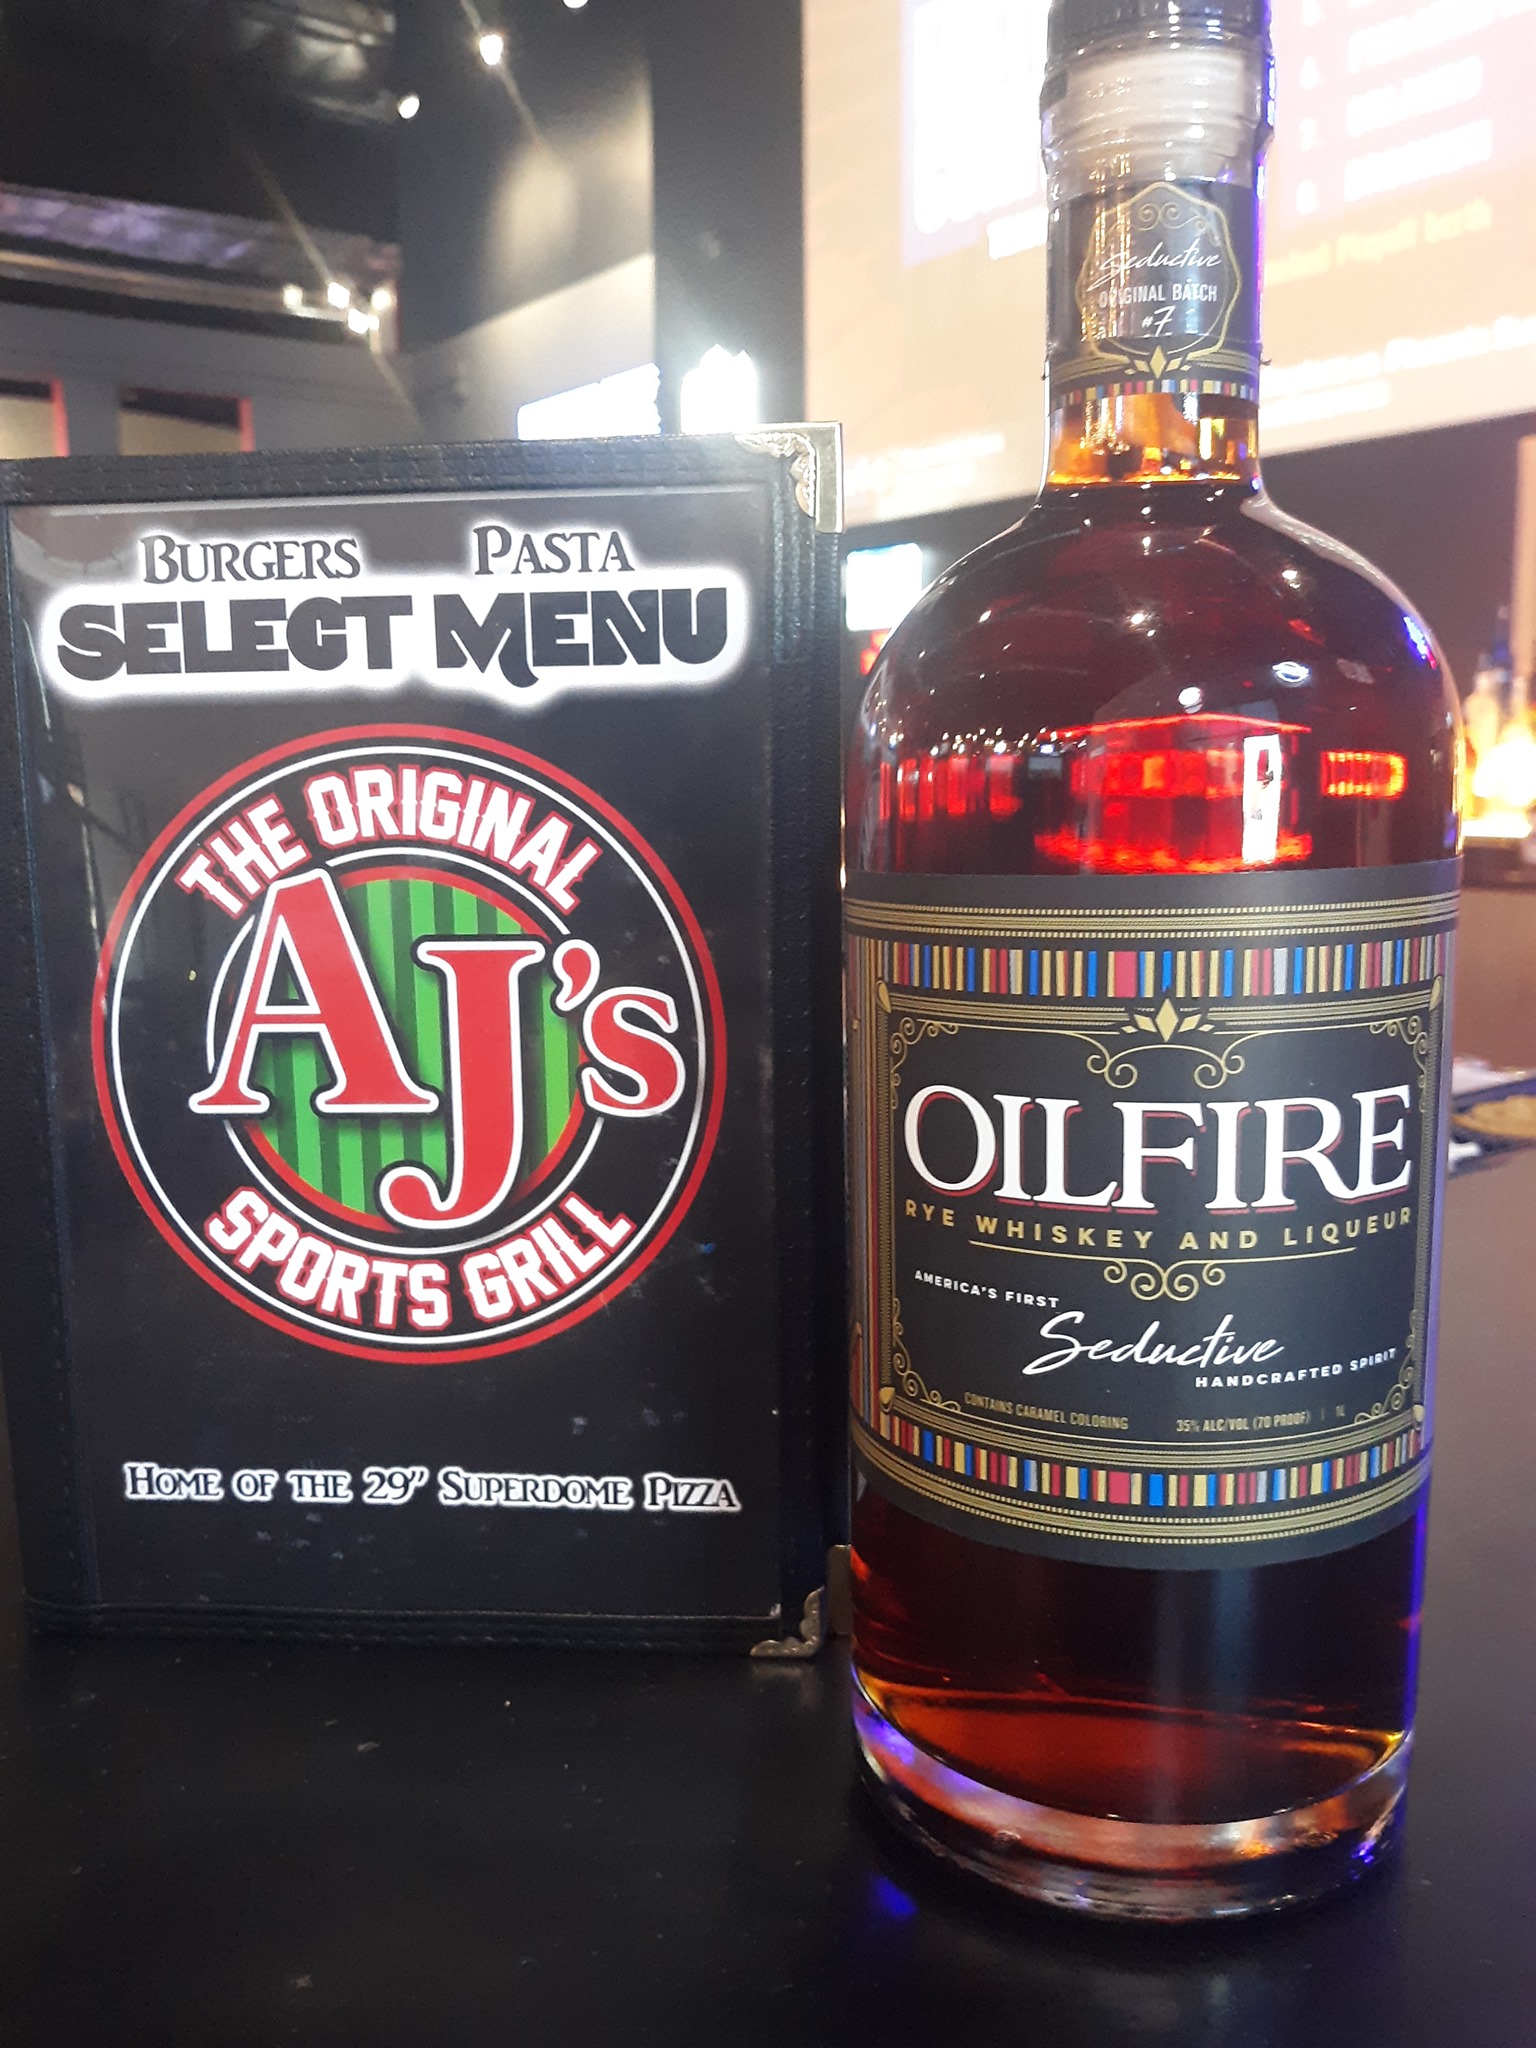 BURGERS PASTA
SELECT MENU
THE ORIGINAL
AJ's
SPORTS GRILL
HOME OF THE 29" SUPERDOME PIZZA
Seductive
ORIGINAL BATCH
#7
OILFIRE
RYE WHISKEY AND LIQUEUR
AMERICA'S FIRST
Seductive
HANDCRAFTED SPIRIT
CONTAINS CARAMEL COLORING 35% ALC/VOL (70 PROOF) | 1L